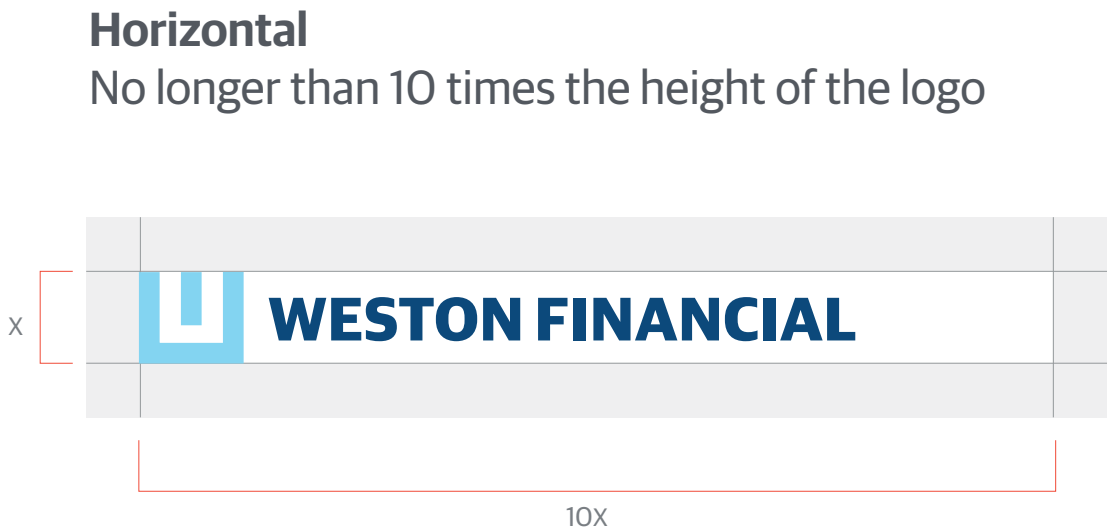 Horizontal
No longer than 10 times the height of the logo
X
WESTON FINANCIAL
10X